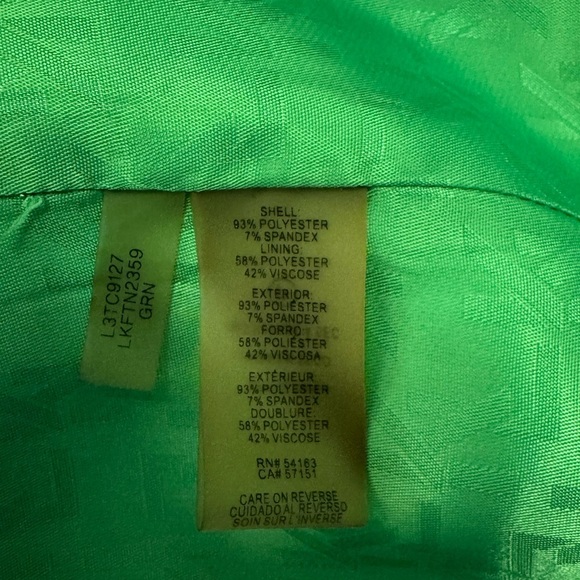 L3TC9127
LKFTN2359
GRN
SHELL:
93% POLYESTER
7% SPANDEX
LINING:
58% POLYESTER
42% VISCOSE
EXTERIOR:
93% POLIÉSTER
7% SPANDEX
FORRO:
58% POLIÉSTER
42% VISCOSA
EXTÉRIEUR:
93% POLYESTER
7% SPANDEX
DOUBLURE:
58% POLYESTER
42% VISCOSE
RN# 54163
CA# 57151
CARE ON REVERSE
CUIDADO AL REVERSO
SOIN SUR L'INVERSE